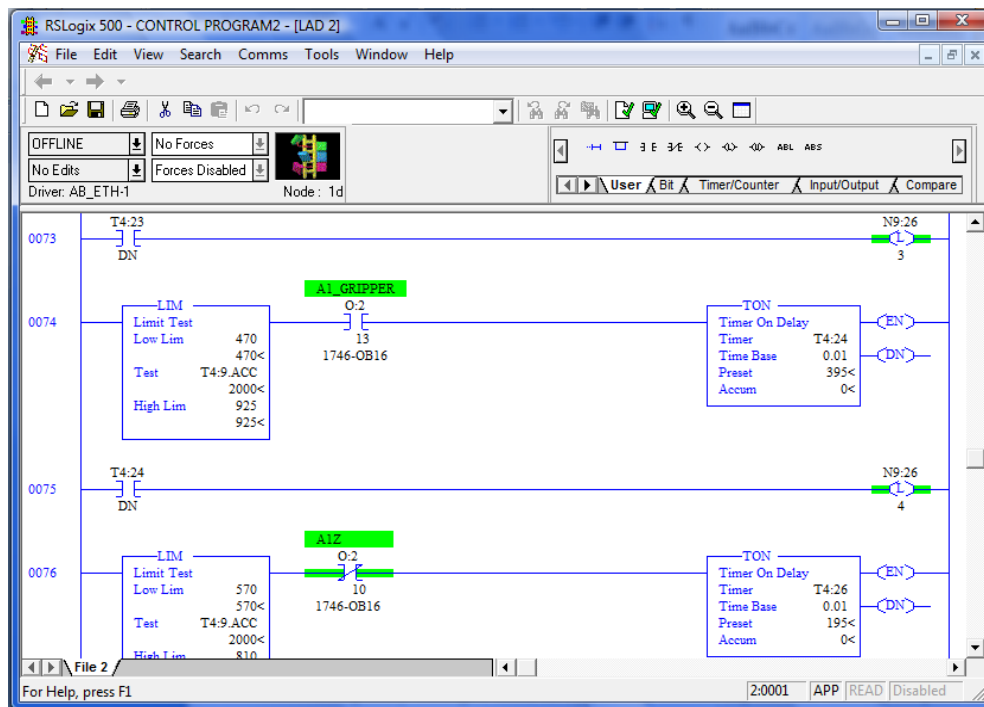 RSLogix 500 - CONTROL PROGRAM2 - [LAD 2]
File Edit View Search Comms Tools Window Help
OFFLINE No Forces
No Edits Forces Disabled
Driver: AB_ETH-1 Node: 1d
ABL ABS
User Bit Timer/Counter Input/Output Compare
T4:23 N9:26
0073 L
DN 3
A1_GRIPPER
LIM O:2 TON
0074 Limit Test Timer On Delay EN
Low Lim 470 13 Timer T4:24
470< 1746-OB16 Time Base 0.01 DN
Test T4:9.ACC Preset 395<
2000< Accum 0<
High Lim 925
925<
T4:24 N9:26
0075 L
DN 4
A1Z
LIM O:2 TON
0076 Limit Test Timer On Delay EN
Low Lim 570 10 Timer T4:26
570< 1746-OB16 Time Base 0.01 DN
Test T4:9.ACC Preset 195<
2000< Accum 0<
High Lim 810
File 2
For Help, press F1 2:0001 APP READ Disabled